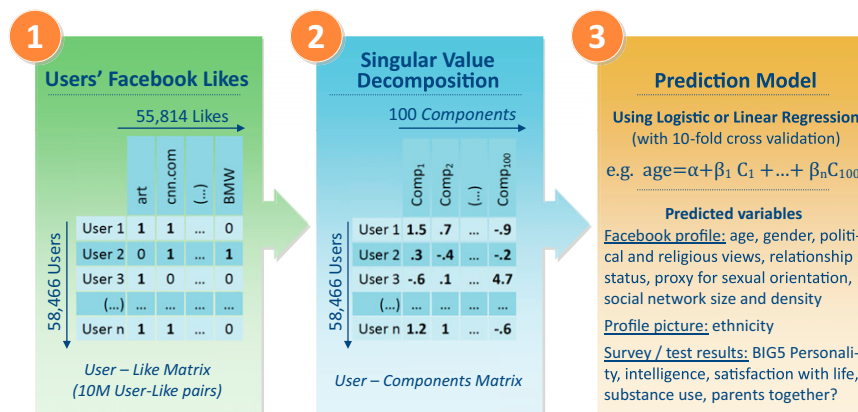 1
Users' Facebook Likes
55,814 Likes
art
cnn.com
(...)
BMW
58,466 Users
User 1 1 1 ... 0
User 2 0 1 ... 1
User 3 1 0 ... 0
(...) ... ... ... ...
User n 1 1 ... 0
User – Like Matrix
(10M User-Like pairs)
2
Singular Value
Decomposition
100 Components
Comp₁
Comp₂
(...)
Comp₁₀₀
58,466 Users
User 1 1.5 .7 ... -.9
User 2 .3 -.4 ... -.2
User 3 -.6 .1 ... 4.7
(...) ... ... ... ...
User n 1.2 1 ... -.6
User – Components Matrix
3
Prediction Model
Using Logistic or Linear Regression
(with 10-fold cross validation)
e.g. age=α+β₁ C₁ +...+ βₙC₁₀₀
Predicted variables
Facebook profile: age, gender, politi-
cal and religious views, relationship
status, proxy for sexual orientation,
social network size and density
Profile picture: ethnicity
Survey / test results: BIG5 Personali-
ty, intelligence, satisfaction with life,
substance use, parents together?